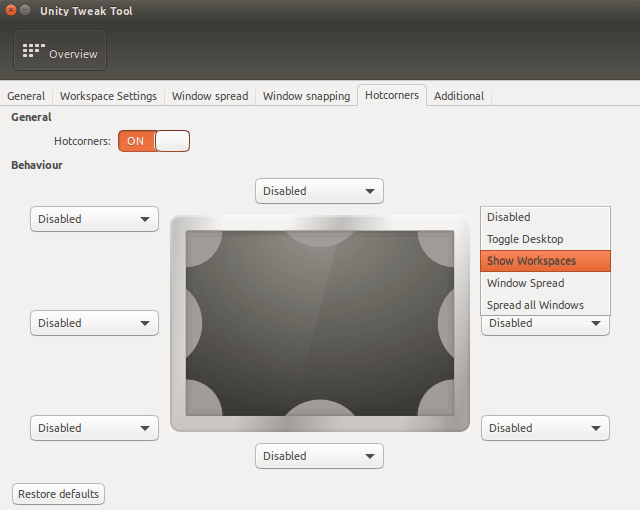 Unity Tweak Tool
Overview
General
Workspace Settings
Window spread
Window snapping
Hotcorners
Additional
General
Hotcorners:
ON
Behaviour
Disabled
Disabled
Disabled
Toggle Desktop
Show Workspaces
Window Spread
Spread all Windows
Disabled
Disabled
Disabled
Disabled
Disabled
Restore defaults